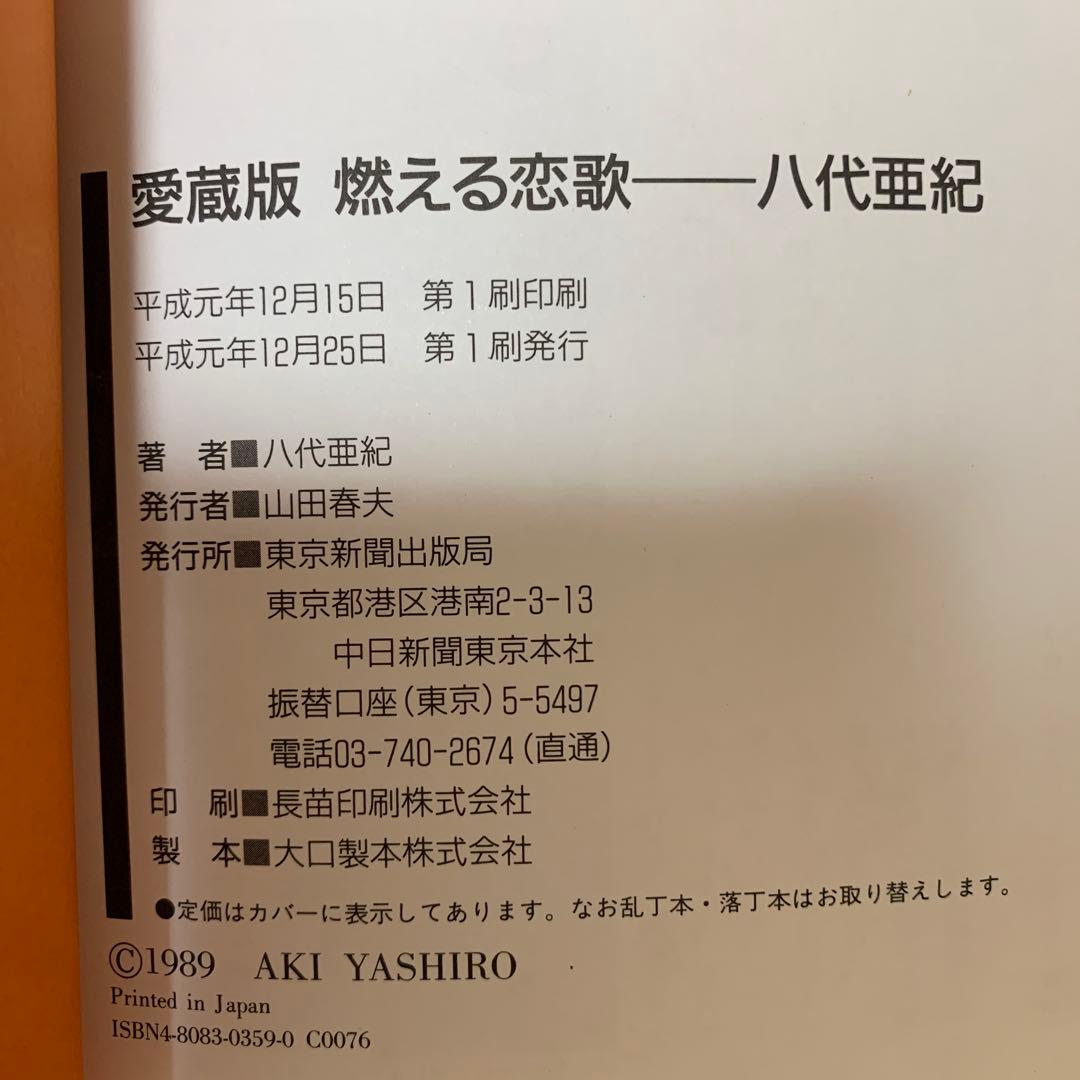 愛蔵版 燃える恋歌――八代亜紀
平成元年12月15日 第1刷印刷
平成元年12月25日 第1刷発行
著 者■八代亜紀
発行者■山田春夫
発行所■東京新聞出版局
東京都港区港南2-3-13
中日新聞東京本社
振替口座(東京)5-5497
電話03-740-2674(直通)
印 刷■長苗印刷株式会社
製 本■大口製本株式会社
●定価はカバーに表示してあります。なお乱丁本・落丁本はお取り替えします。
©1989 AKI YASHIRO
Printed in Japan
ISBN4-8083-0359-0 C0076